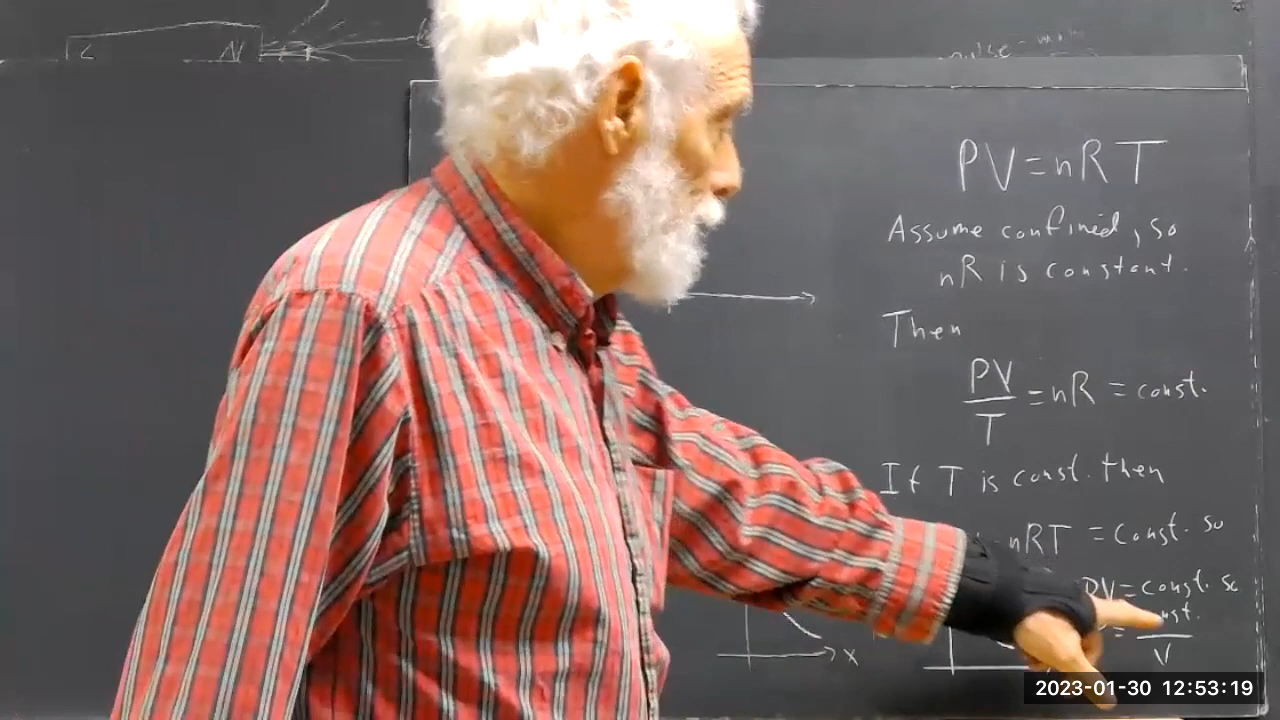 PV=nRT
Assume confined, so
nR is constant.
Then
PV
T
=nR = const.
If T is const. then
nRT = const. so
PV= const. so
V
x
2023-01-30 12:53:19